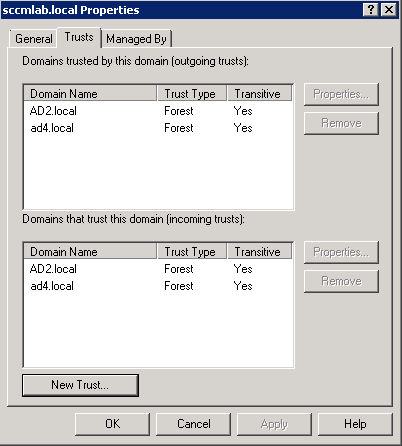 sccmlab.local Properties
General Trusts Managed By
Domains trusted by this domain (outgoing trusts):
Domain Name Trust Type Transitive
AD2.local Forest Yes
ad4.local Forest Yes
Properties...
Remove
Domains that trust this domain (incoming trusts):
Domain Name Trust Type Transitive
AD2.local Forest Yes
ad4.local Forest Yes
Properties...
Remove
New Trust...
OK Cancel Apply Help